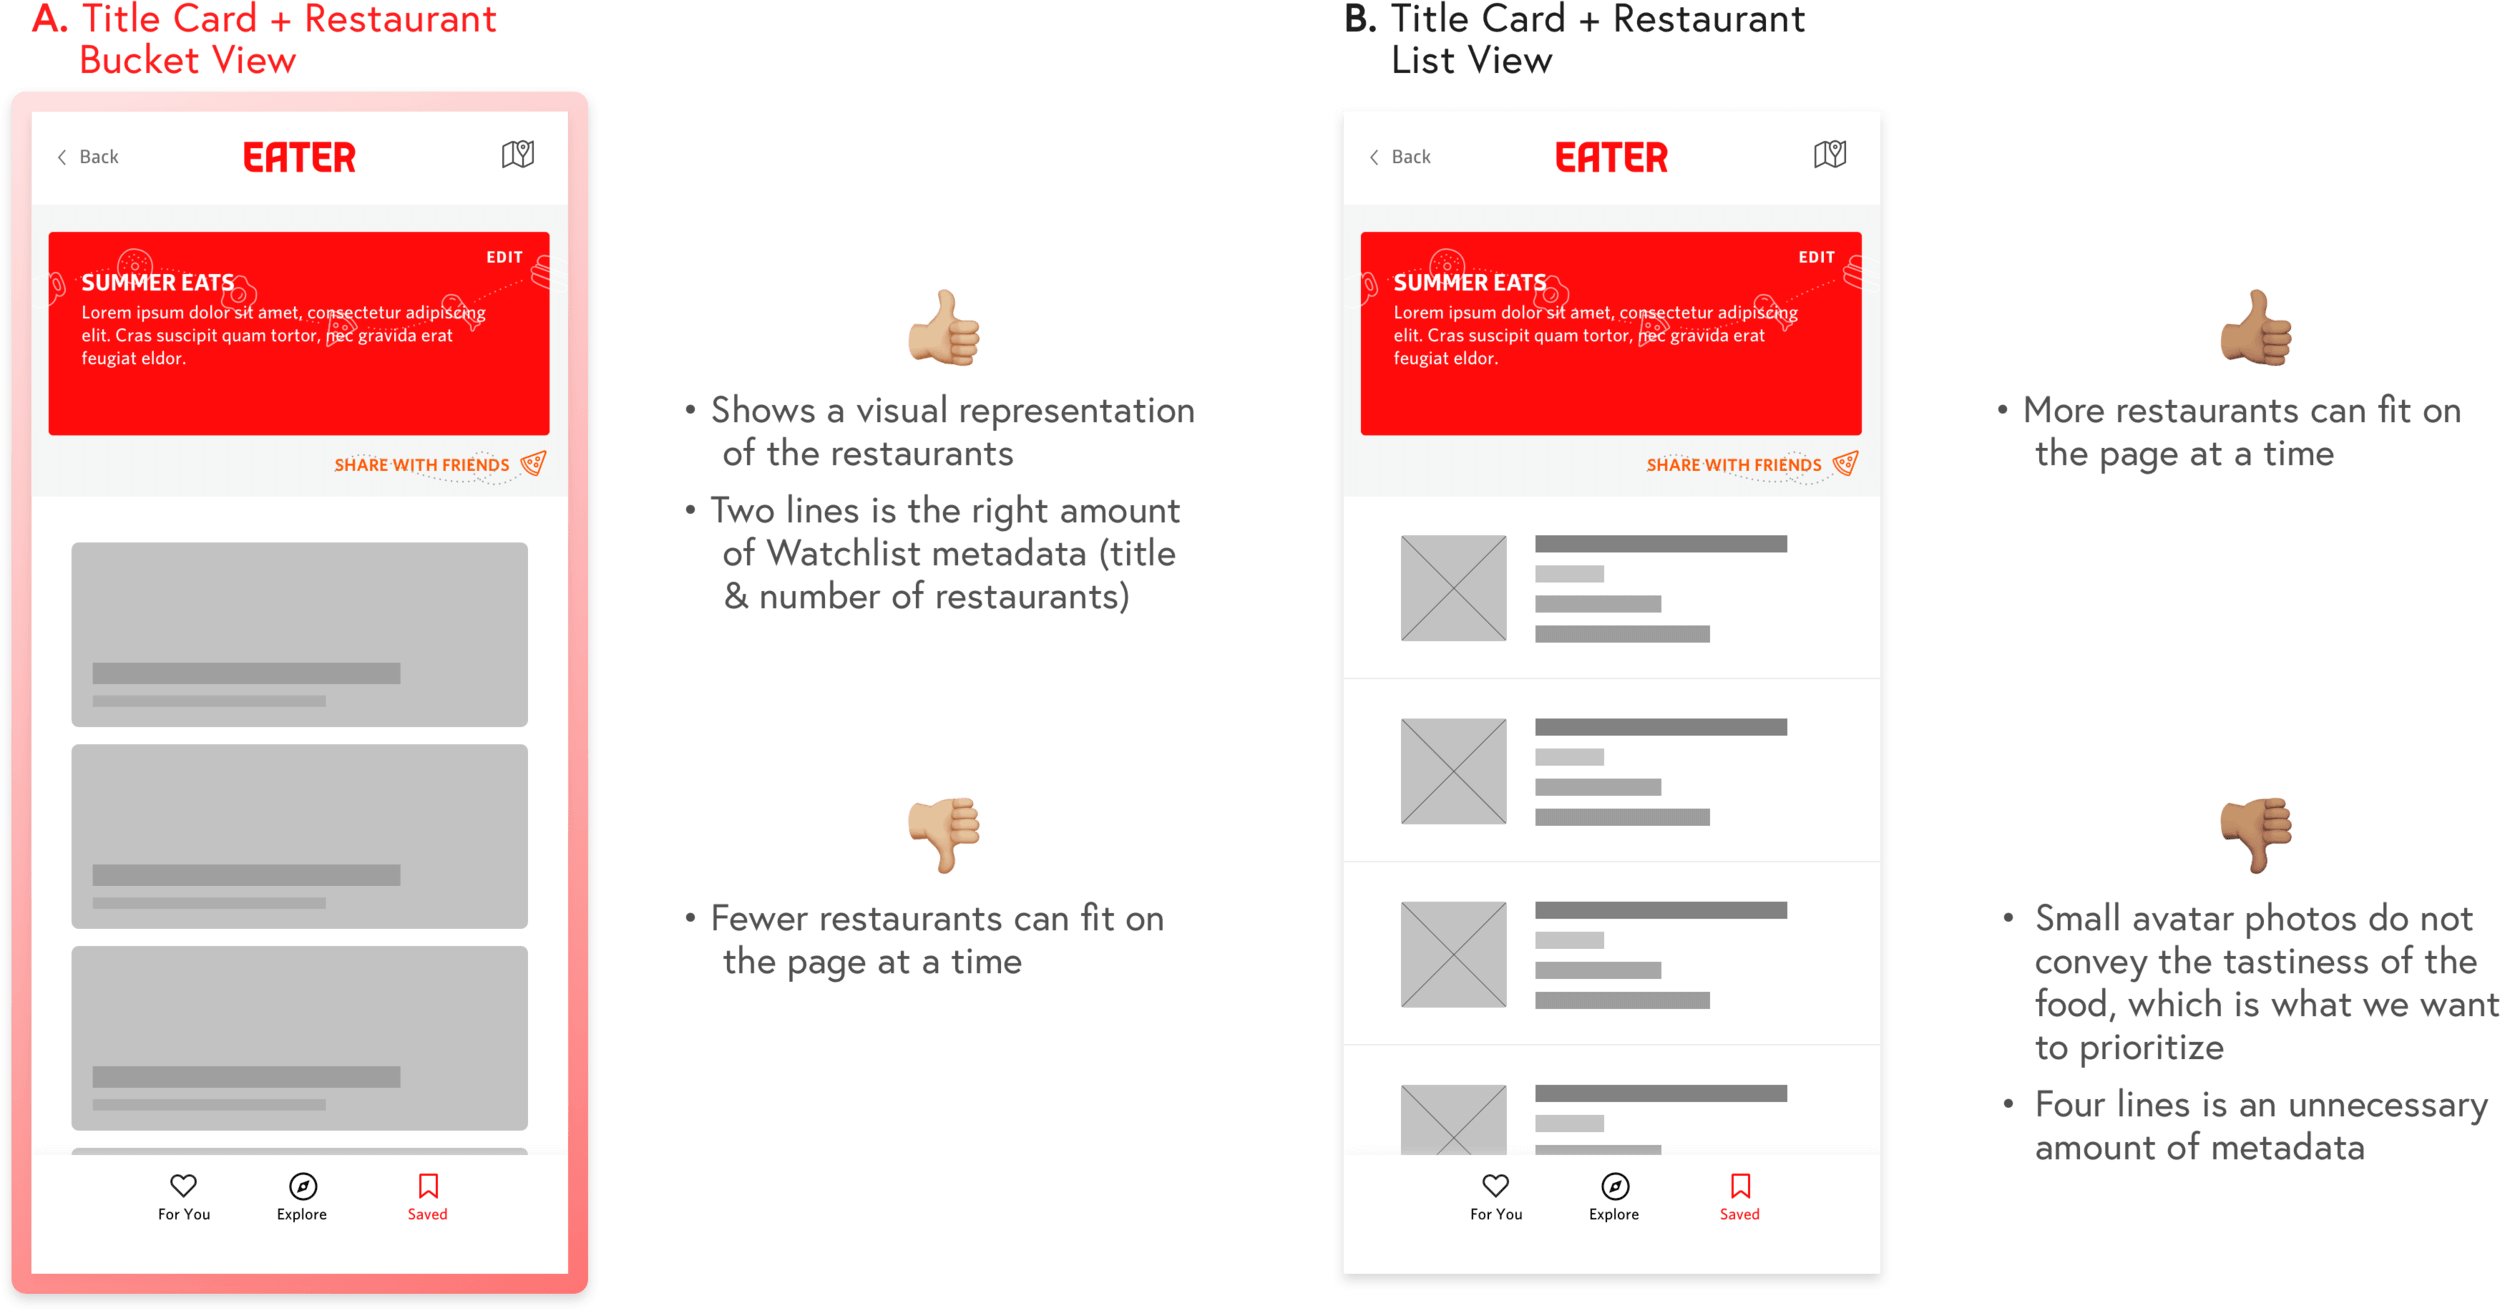 A. Title Card + Restaurant
Bucket View
‹ Back
EATER
EDIT
SUMMER EATS
Lorem ipsum dolor sit amet, consectetur adipiscing
elit. Cras suscipit quam tortor, nec gravida erat
feugiat eldor.
SHARE WITH FRIENDS
For You
Explore
Saved
• Shows a visual representation
of the restaurants
• Two lines is the right amount
of Watchlist metadata (title
& number of restaurants)
• Fewer restaurants can fit on
the page at a time
B. Title Card + Restaurant
List View
‹ Back
EATER
EDIT
SUMMER EATS
Lorem ipsum dolor sit amet, consectetur adipiscing
elit. Cras suscipit quam tortor, nec gravida erat
feugiat eldor.
SHARE WITH FRIENDS
For You
Explore
Saved
• More restaurants can fit on
the page at a time
• Small avatar photos do not
convey the tastiness of the
food, which is what we want
to prioritize
• Four lines is an unnecessary
amount of metadata